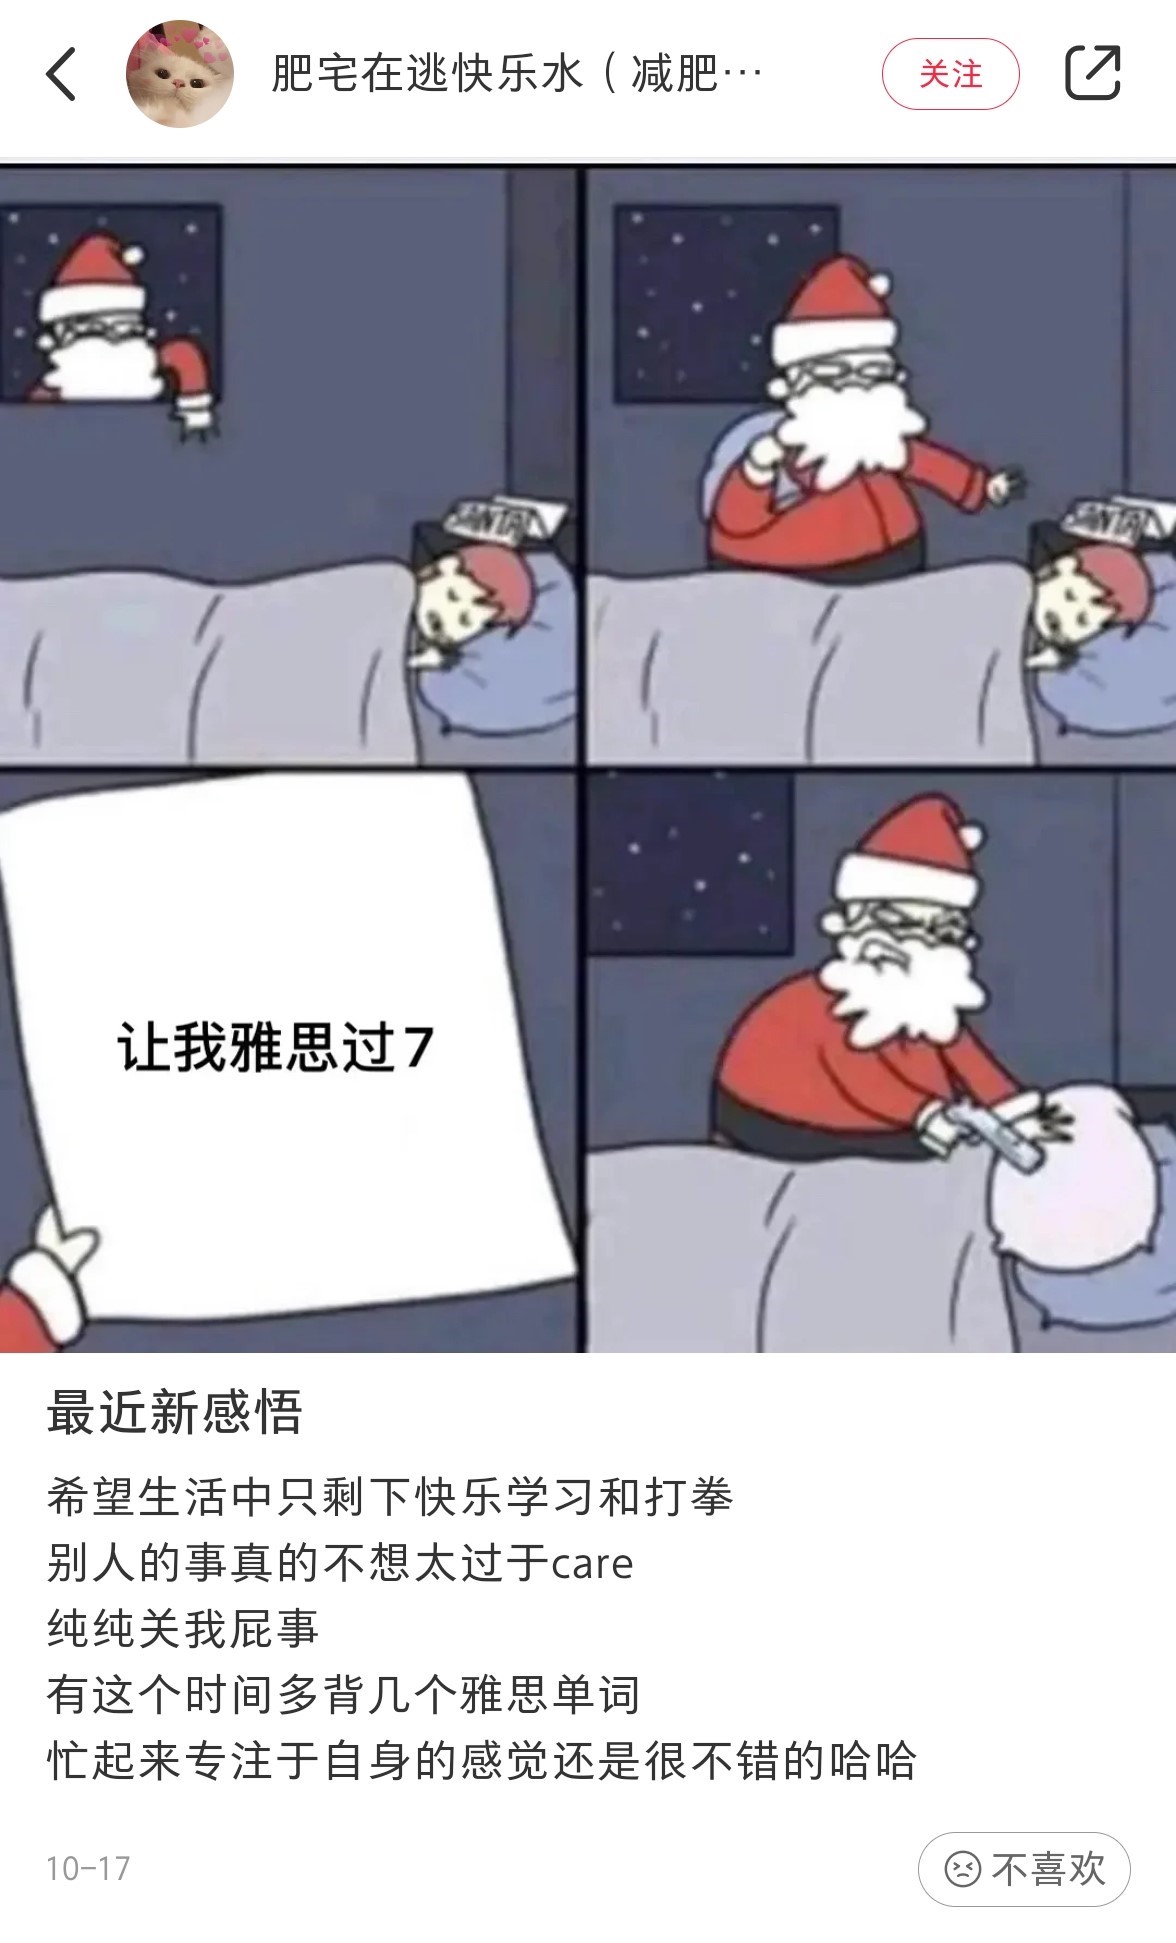 肥宅在逃快乐水（减肥…
关注
SANTA
SANTA
让我雅思过7
最近新感悟
希望生活中只剩下快乐学习和打拳
别人的事真的不想太过于care
纯纯关我屁事
有这个时间多背几个雅思单词
忙起来专注于自身的感觉还是很不错的哈哈
10-17
不喜欢